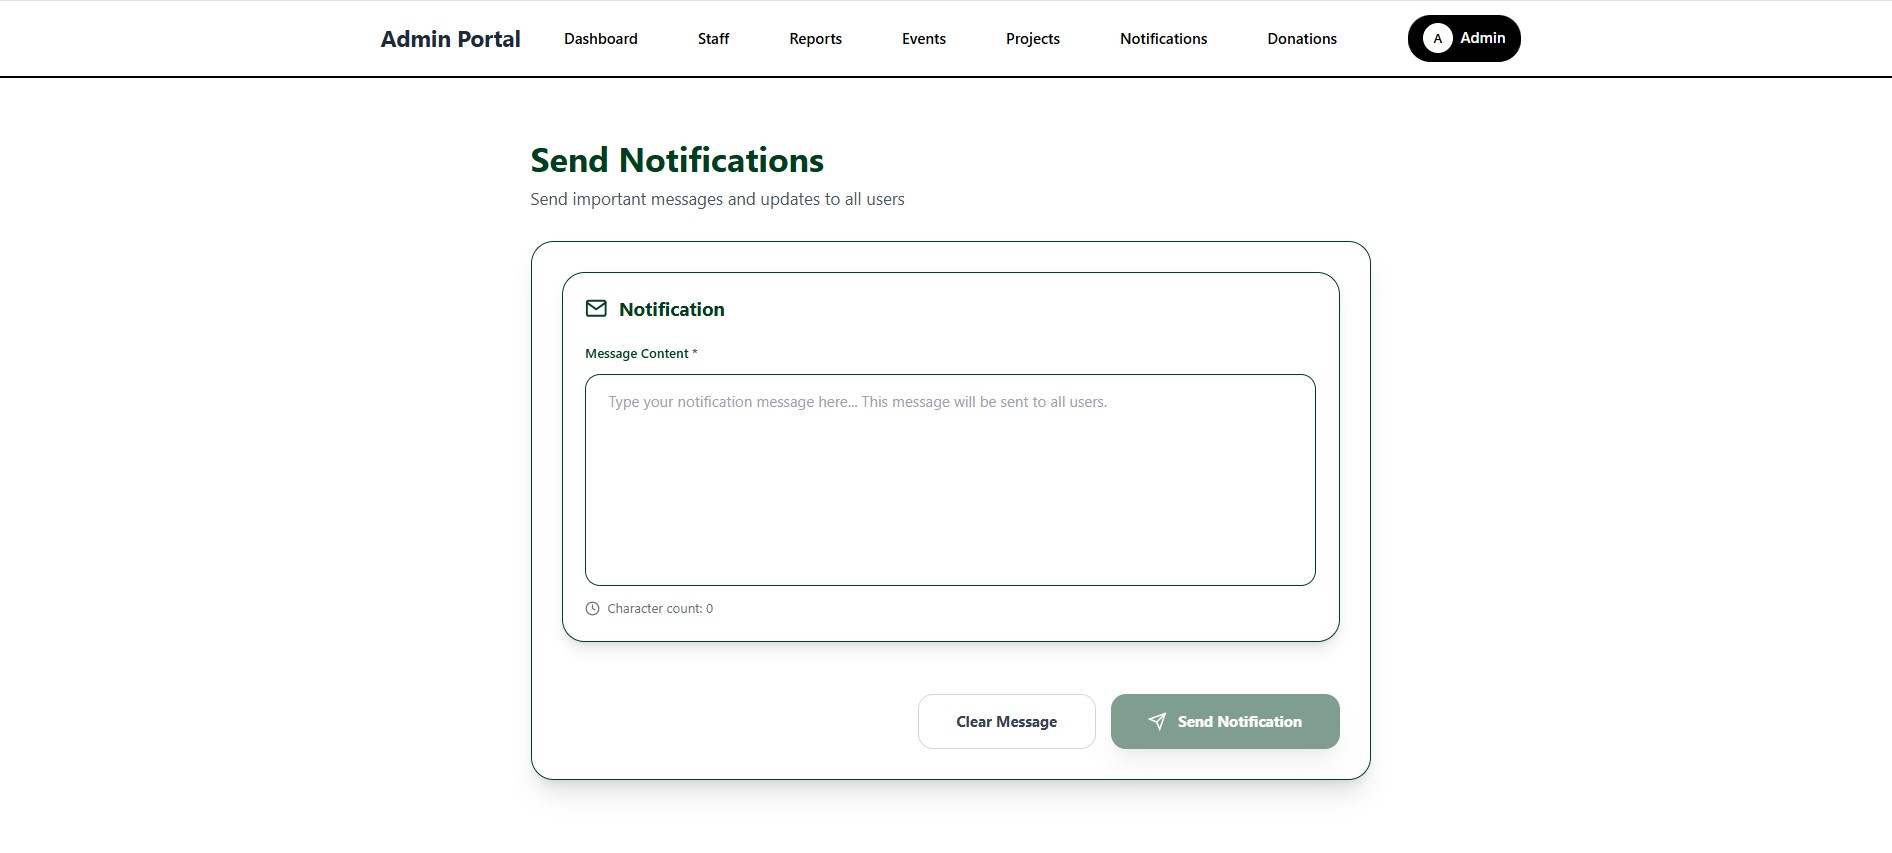 Admin Portal Dashboard Staff Reports Events Projects Notifications Donations A Admin
Send Notifications
Send important messages and updates to all users
Notification
Message Content *
Type your notification message here... This message will be sent to all users.
Character count: 0
Clear Message Send Notification